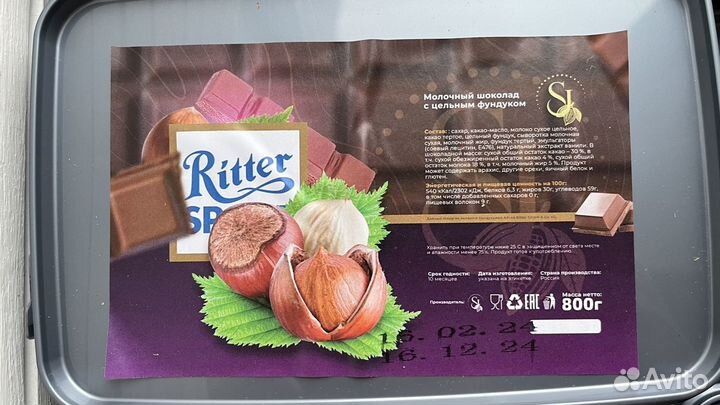 Ritter
SP
Молочный шоколад
с цельным фундуком
SJ
Состав: сахар, какао-масло, молоко сухое цельное,
какао тертое, цельный фундук, сыворотка молочная
сухая, молочный жир, фундук тертый, эмульгаторы
(соевый лецитин, Е476), натуральный экстракт ванили. В
шоколадной массе: сухой общий остаток какао – 30 %, в
т.ч. сухой обезжиренный остаток какао 4 %, сухой общий
остаток молока 18 %, в т.ч. молочный жир 5 %. Продукт
может содержать арахис, другие орехи, яичный белок и
глютен.
Энергетическая и пищевая ценность на 100г:
540 кКал/2302 кДж, белков 6,3 г, жиров 30г, углеводов 59г,
в том числе добавленных сахаров 0 г,
пищевых волокон 9 г.
Хранить при температуре ниже 25 С в защищенном от света месте
и влажности менее 75%. Продукт готов к употреблению.
Срок годности:
10 месяцев
Дата изготовления:
указана на этикетке
Страна производства:
Россия
Производитель:
SJ
EAC
Масса нетто:
800г
15. 02. 24
16. 12. 24
Avito